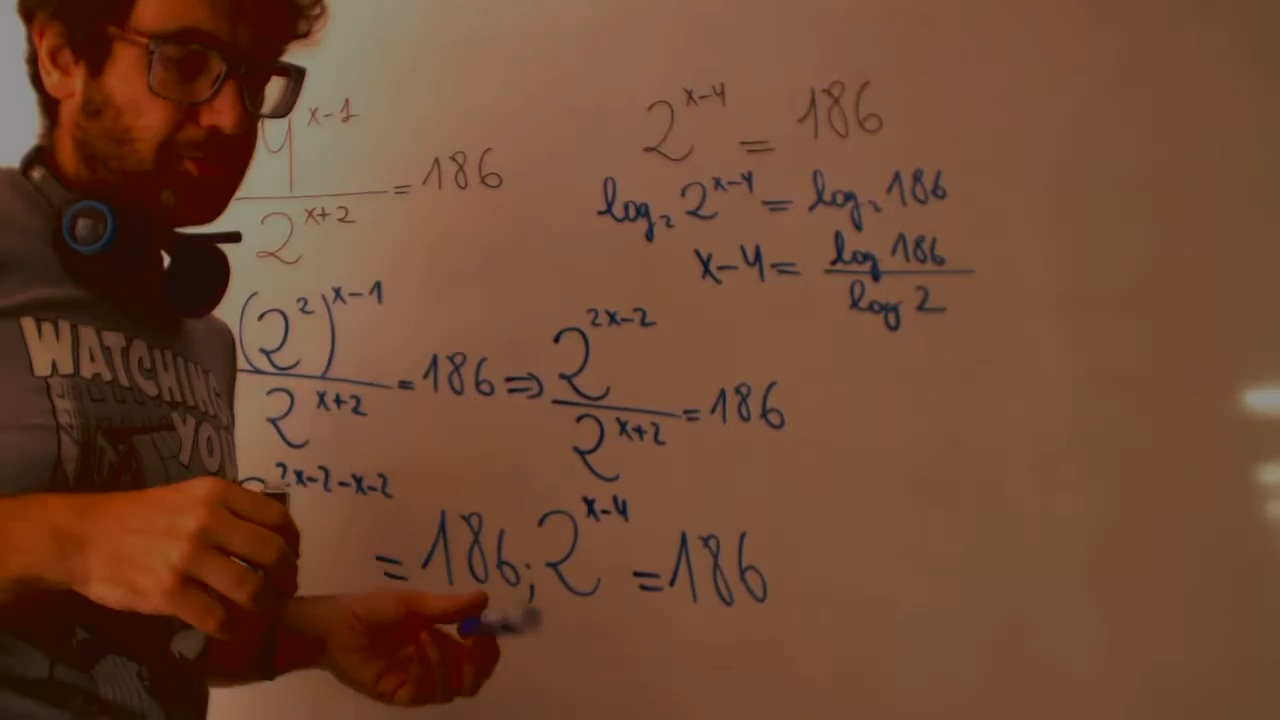 4^{x-1}/2^{x+2} = 186
(2^2)^{x-1}/2^{x+2} = 186 ⇒ 2^{2x-2}/2^{x+2} = 186
2x-2-x-2
= 186; 2^{x-4} = 186
2^{x-4} = 186
log_2 2^{x-4} = log_2 186
x-4 = log 186/log 2
WATCHING
YOU